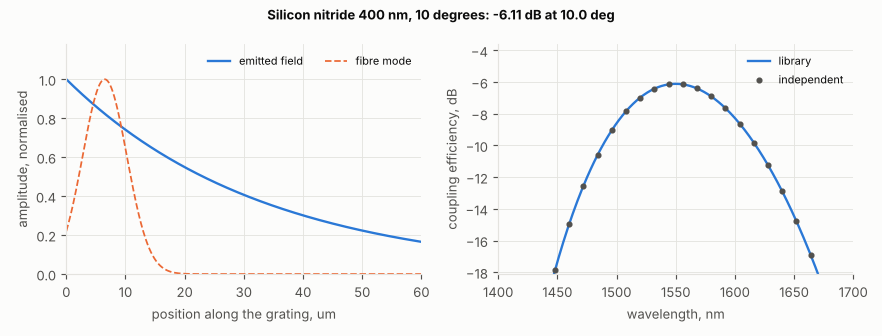 Silicon nitride 400 nm, 10 degrees: -6.11 dB at 10.0 deg
amplitude, normalised
1.0
0.8
0.6
0.4
0.2
0.0
emitted field
fibre mode
0 10 20 30 40 50 60
position along the grating, um
coupling efficiency, dB
−4
−6
−8
−10
−12
−14
−16
−18
library
independent
1400 1450 1500 1550 1600 1650 1700
wavelength, nm